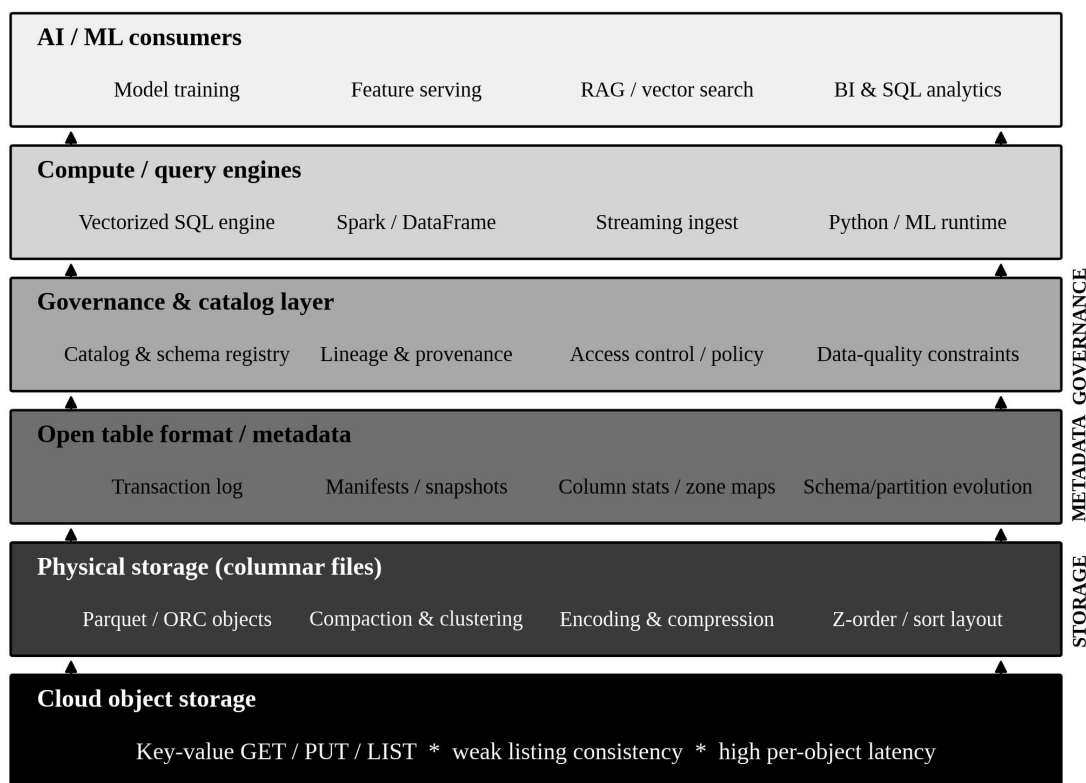 AI / ML consumers
Model training Feature serving RAG / vector search BI & SQL analytics
Compute / query engines
Vectorized SQL engine Spark / DataFrame Streaming ingest Python / ML runtime
Governance & catalog layer
Catalog & schema registry Lineage & provenance Access control / policy Data-quality constraints
GOVERNANCE
Open table format / metadata
Transaction log Manifests / snapshots Column stats / zone maps Schema/partition evolution
METADATA
Physical storage (columnar files)
Parquet / ORC objects Compaction & clustering Encoding & compression Z-order / sort layout
STORAGE
Cloud object storage
Key-value GET / PUT / LIST * weak listing consistency * high per-object latency